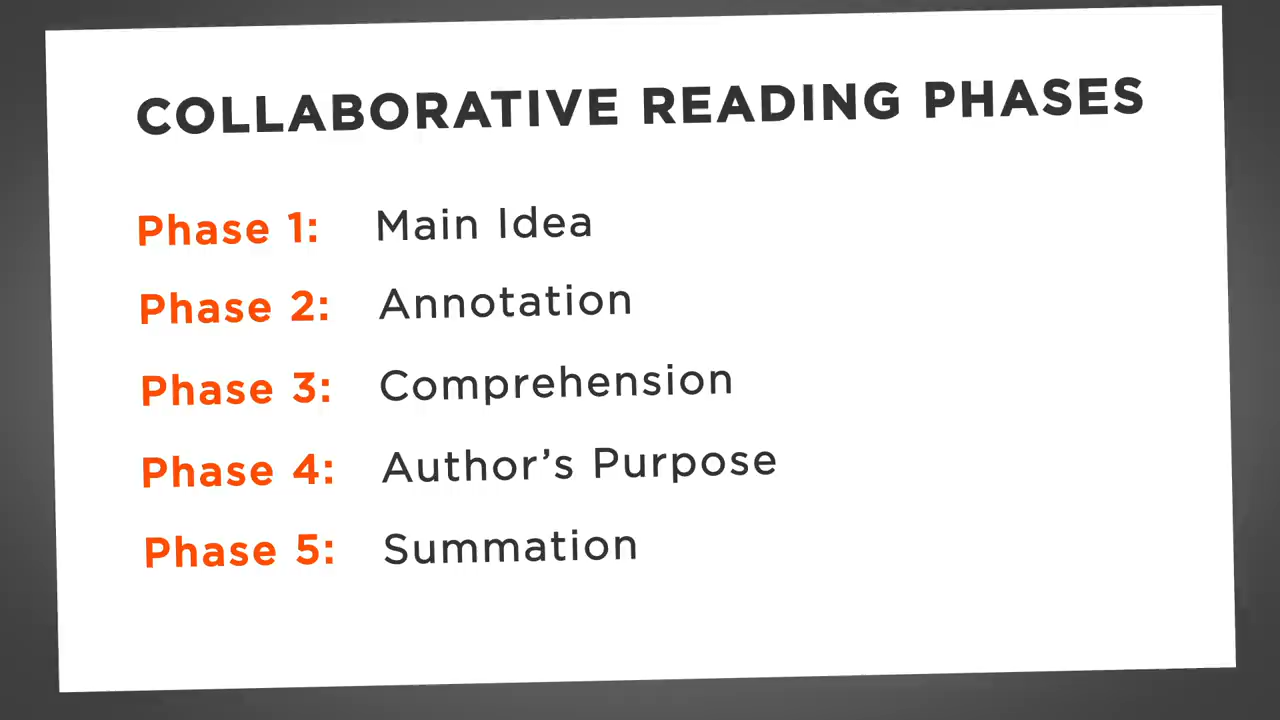 COLLABORATIVE READING PHASES
Phase 1: Main Idea
Phase 2: Annotation
Phase 3: Comprehension
Phase 4: Author’s Purpose
Phase 5: Summation